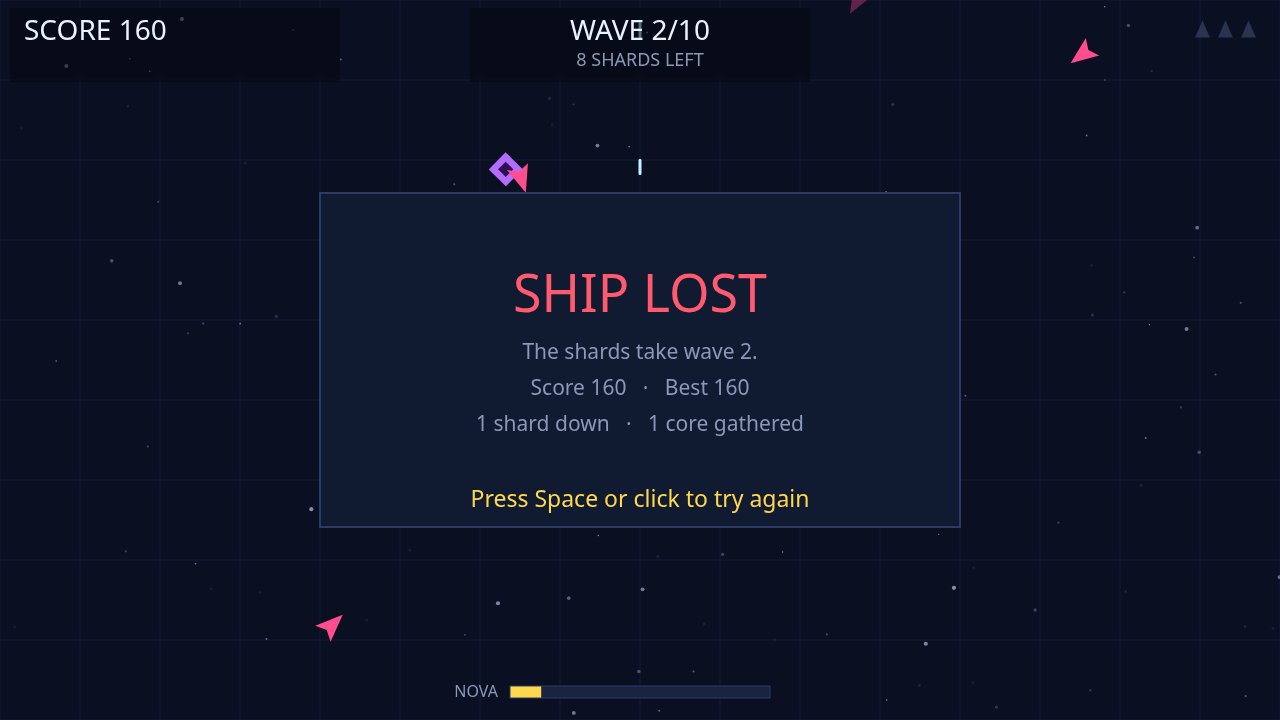 SCORE 160
WAVE 2/10
8 SHARDS LEFT
SHIP LOST
The shards take wave 2.
Score 160 · Best 160
1 shard down · 1 core gathered
Press Space or click to try again
NOVA